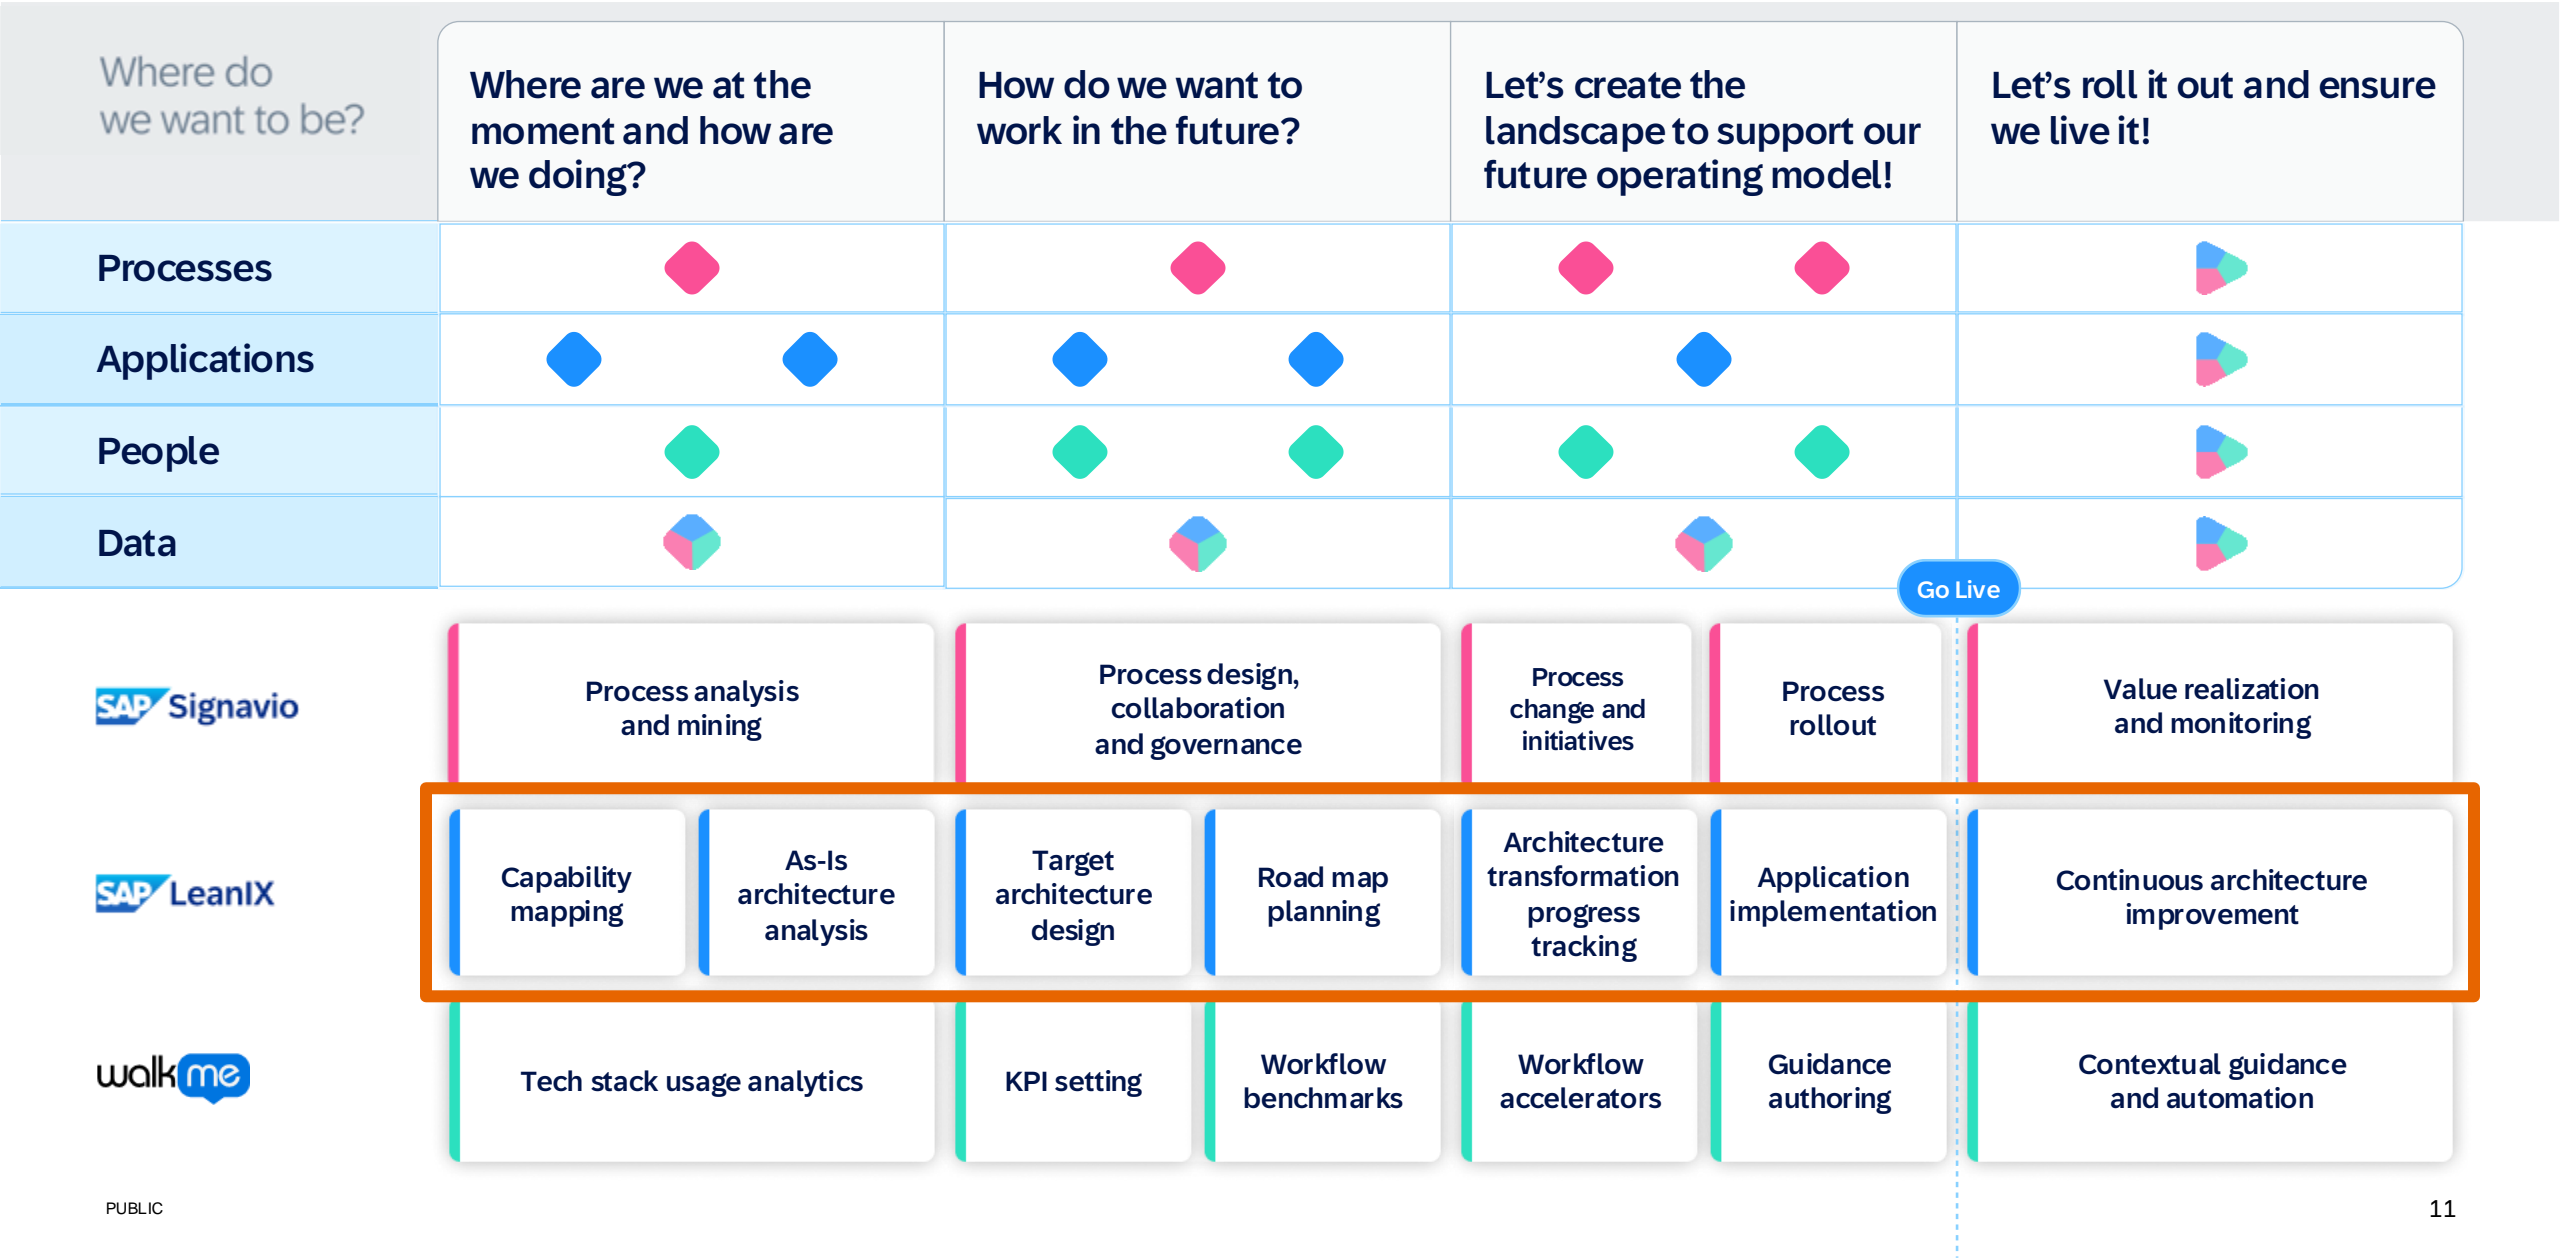 Where do
we want to be?
Where are we at the
moment and how are
we doing?
How do we want to
work in the future?
Let’s create the
landscape to support our
future operating model!
Let’s roll it out and ensure
we live it!
Processes
Applications
People
Data
Go Live
SAP Signavio
Process analysis
and mining
Process design,
collaboration
and governance
Process
change and
initiatives
Process
rollout
Value realization
and monitoring
SAP LeanIX
Capability
mapping
As-Is
architecture
analysis
Target
architecture
design
Road map
planning
Architecture
transformation
progress
tracking
Application
implementation
Continuous architecture
improvement
walkme
Tech stack usage analytics
KPI setting
Workflow
benchmarks
Workflow
accelerators
Guidance
authoring
Contextual guidance
and automation
PUBLIC
11